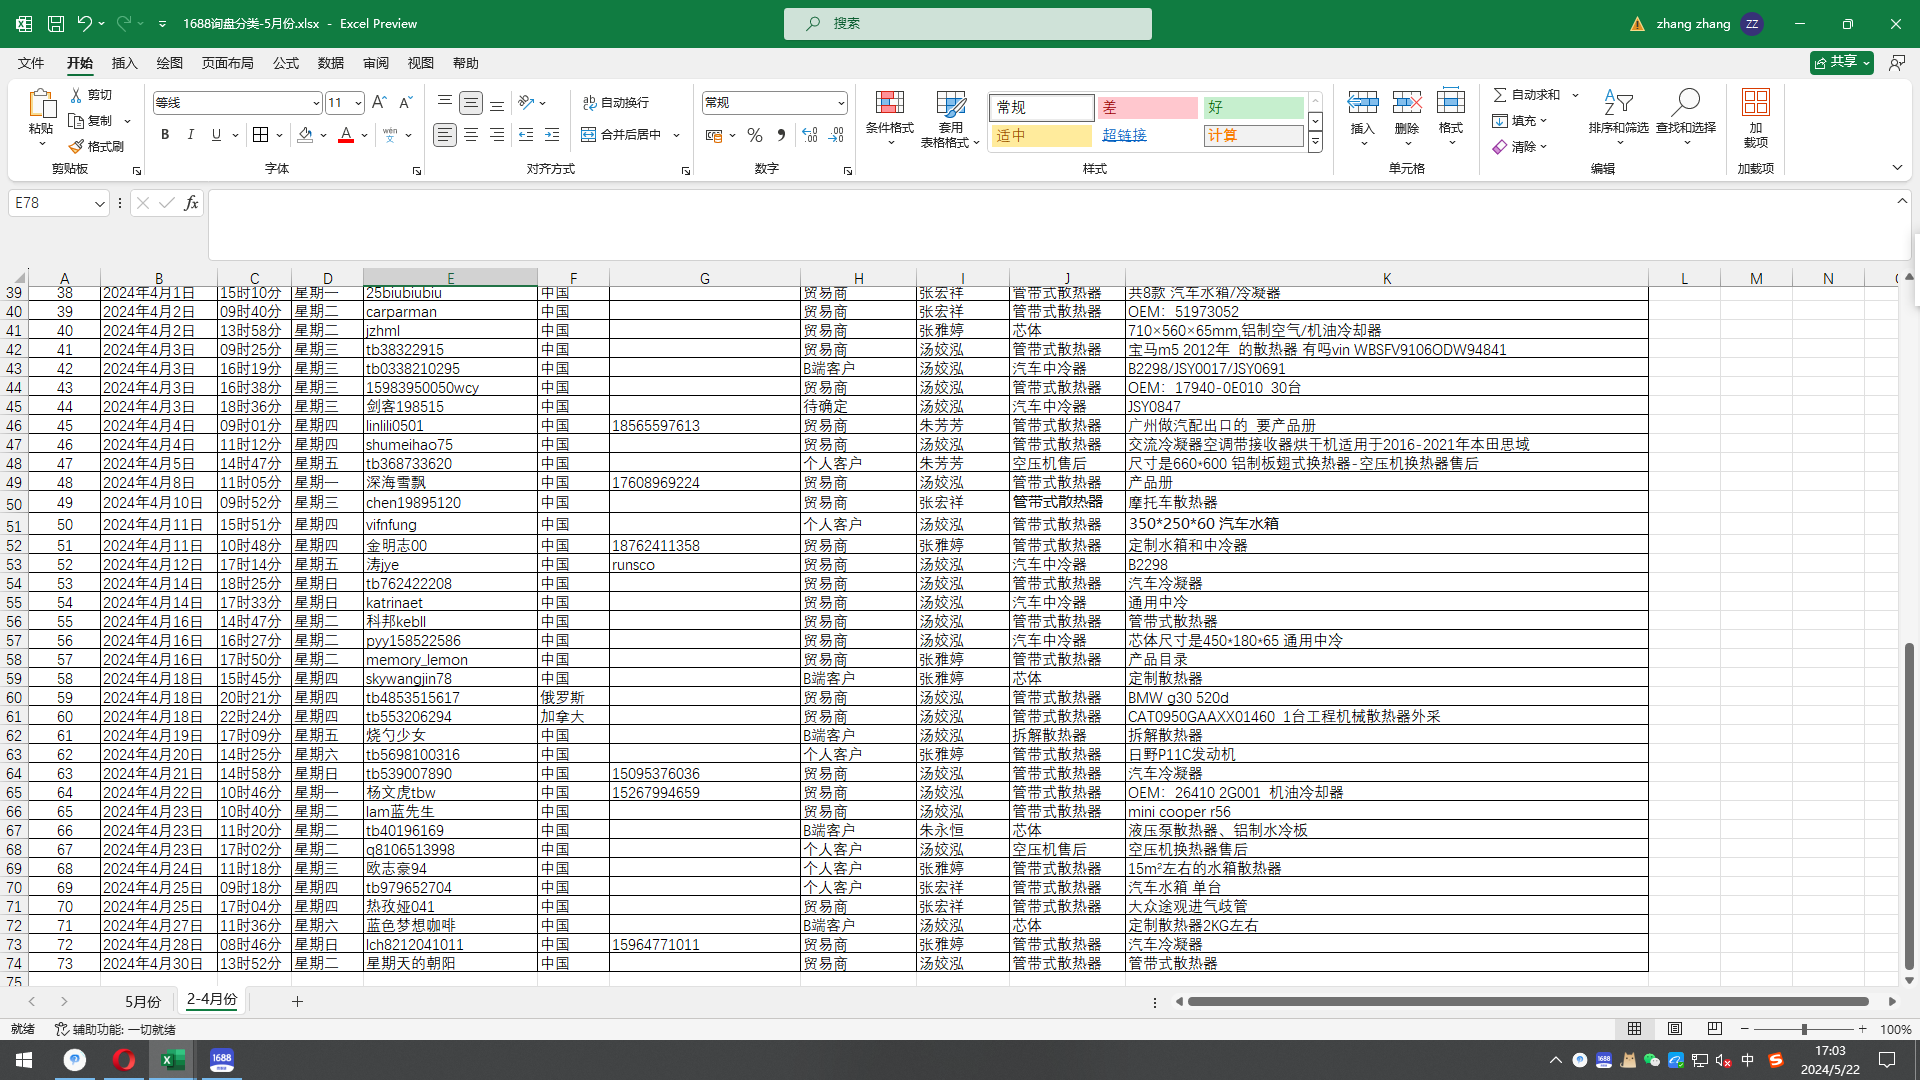 1688询盘分类-5月份.xlsx - Excel Preview
搜索
zhang zhang ZZ
文件 开始 插入 绘图 页面布局 公式 数据 审阅 视图 帮助 共享
粘贴 剪切 复制 格式刷 剪贴板
等线 11 字体
自动换行 合并后居中 对齐方式
常规 数字
条件格式 套用表格格式 常规 差 好 适中 超链接 计算 样式
插入 删除 格式 单元格
自动求和 填充 清除 排序和筛选 查找和选择 编辑
加载项 加载项
E78 fx
A B C D E F G H I J K L M N
39 38 2024年4月1日 15时10分 星期一 25biubiubiu 中国 贸易商 张宏祥 管带式散热器 共8款 汽车水箱/冷凝器
40 39 2024年4月2日 09时40分 星期二 carparman 中国 贸易商 张宏祥 管带式散热器 OEM：51973052
41 40 2024年4月2日 13时58分 星期二 jzhml 中国 贸易商 张雅婷 芯体 710×560×65mm,铝制空气/机油冷却器
42 41 2024年4月3日 09时25分 星期三 tb38322915 中国 贸易商 汤姣泓 管带式散热器 宝马m5 2012年 的散热器 有吗vin WBSFV9106ODW94841
43 42 2024年4月3日 16时19分 星期三 tb0338210295 中国 B端客户 汤姣泓 汽车中冷器 B2298/JSY0017/JSY0691
44 43 2024年4月3日 16时38分 星期三 15983950050wcy 中国 贸易商 汤姣泓 管带式散热器 OEM：17940-0E010 30台
45 44 2024年4月3日 18时36分 星期三 剑客198515 中国 待确定 汤姣泓 汽车中冷器 JSY0847
46 45 2024年4月4日 09时01分 星期四 linlili0501 中国 18565597613 贸易商 朱芳芳 管带式散热器 广州做汽配出口的 要产品册
47 46 2024年4月4日 11时12分 星期四 shumeihao75 中国 贸易商 汤姣泓 管带式散热器 交流冷凝器空调带接收器烘干机适用于2016-2021年本田思域
48 47 2024年4月5日 14时47分 星期五 tb368733620 中国 个人客户 朱芳芳 空压机售后 尺寸是660*600 铝制板翅式换热器-空压机换热器售后
49 48 2024年4月8日 11时05分 星期一 深海雪飘 中国 17608969224 贸易商 汤姣泓 管带式散热器 产品册
50 49 2024年4月10日 09时52分 星期三 chen19895120 中国 贸易商 张宏祥 管带式散热器 摩托车散热器
51 50 2024年4月11日 15时51分 星期四 vifnfung 中国 个人客户 汤姣泓 管带式散热器 350*250*60 汽车水箱
52 51 2024年4月11日 10时48分 星期四 金明志00 中国 18762411358 贸易商 张雅婷 管带式散热器 定制水箱和中冷器
53 52 2024年4月12日 17时14分 星期五 涛jye 中国 runsco 贸易商 汤姣泓 汽车中冷器 B2298
54 53 2024年4月14日 18时25分 星期日 tb762422208 中国 贸易商 汤姣泓 管带式散热器 汽车冷凝器
55 54 2024年4月14日 17时33分 星期日 katrinaet 中国 贸易商 汤姣泓 汽车中冷器 通用中冷
56 55 2024年4月16日 14时47分 星期二 科邦kebll 中国 贸易商 汤姣泓 管带式散热器 管带式散热器
57 56 2024年4月16日 16时27分 星期二 pyy158522586 中国 贸易商 汤姣泓 汽车中冷器 芯体尺寸是450*180*65 通用中冷
58 57 2024年4月16日 17时50分 星期二 memory_lemon 中国 贸易商 张雅婷 管带式散热器 产品目录
59 58 2024年4月18日 15时45分 星期四 skywangjin78 中国 B端客户 张雅婷 芯体 定制散热器
60 59 2024年4月18日 20时21分 星期四 tb4853515617 俄罗斯 贸易商 汤姣泓 管带式散热器 BMW g30 520d
61 60 2024年4月18日 22时24分 星期四 tb553206294 加拿大 贸易商 汤姣泓 管带式散热器 CAT0950GAAXX01460 1台工程机械散热器外采
62 61 2024年4月19日 17时09分 星期五 烧勺少女 中国 B端客户 汤姣泓 拆解散热器 拆解散热器
63 62 2024年4月20日 14时25分 星期六 tb5698100316 中国 个人客户 张雅婷 管带式散热器 日野P11C发动机
64 63 2024年4月21日 14时58分 星期日 tb539007890 中国 15095376036 贸易商 汤姣泓 管带式散热器 汽车冷凝器
65 64 2024年4月22日 10时46分 星期一 杨文虎tbw 中国 15267994659 贸易商 汤姣泓 管带式散热器 OEM：26410 2G001 机油冷却器
66 65 2024年4月23日 10时40分 星期二 lam蓝先生 中国 贸易商 汤姣泓 管带式散热器 mini cooper r56
67 66 2024年4月23日 11时20分 星期二 tb40196169 中国 B端客户 朱永恒 芯体 液压泵散热器、铝制水冷板
68 67 2024年4月23日 17时02分 星期二 q8106513998 中国 个人客户 汤姣泓 空压机售后 空压机换热器售后
69 68 2024年4月24日 11时18分 星期三 欧志豪94 中国 个人客户 张雅婷 管带式散热器 15m²左右的水箱散热器
70 69 2024年4月25日 09时18分 星期四 tb979652704 中国 个人客户 张宏祥 管带式散热器 汽车水箱 单台
71 70 2024年4月25日 17时04分 星期四 热孜娅041 中国 贸易商 张宏祥 管带式散热器 大众途观进气歧管
72 71 2024年4月27日 11时36分 星期六 蓝色梦想咖啡 中国 B端客户 汤姣泓 芯体 定制散热器2KG左右
73 72 2024年4月28日 08时46分 星期日 lch8212041011 中国 15964771011 贸易商 张雅婷 管带式散热器 汽车冷凝器
74 73 2024年4月30日 13时52分 星期二 星期天的朝阳 中国 贸易商 汤姣泓 管带式散热器 管带式散热器
75
5月份 2-4月份
就绪 辅助功能: 一切就绪 100%
1688 中 17:03
2024/5/22